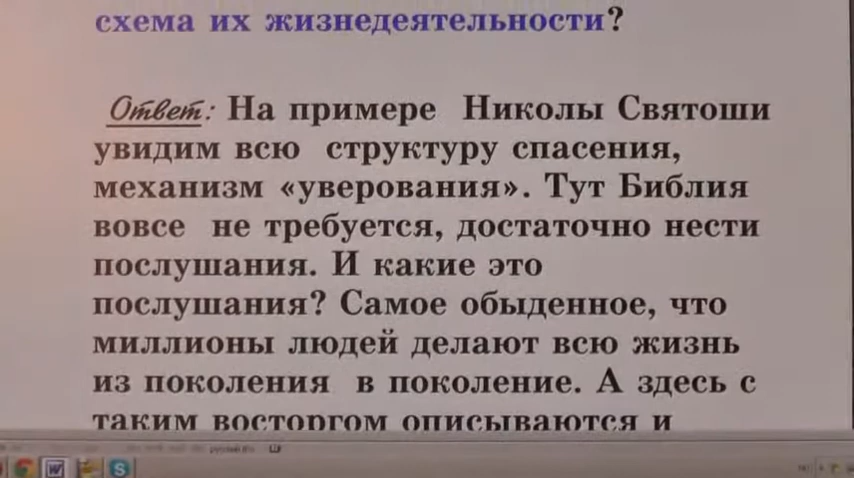 схема их жизнедеятельности?
Ответ: На примере Николы Святоши
увидим всю структуру спасения,
механизм «уверования». Тут Библия
вовсе не требуется, достаточно нести
послушания. И какие это
послушания? Самое обыденное, что
миллионы людей делают всю жизнь
из поколения в поколение. А здесь с
таким восторгом описываются и